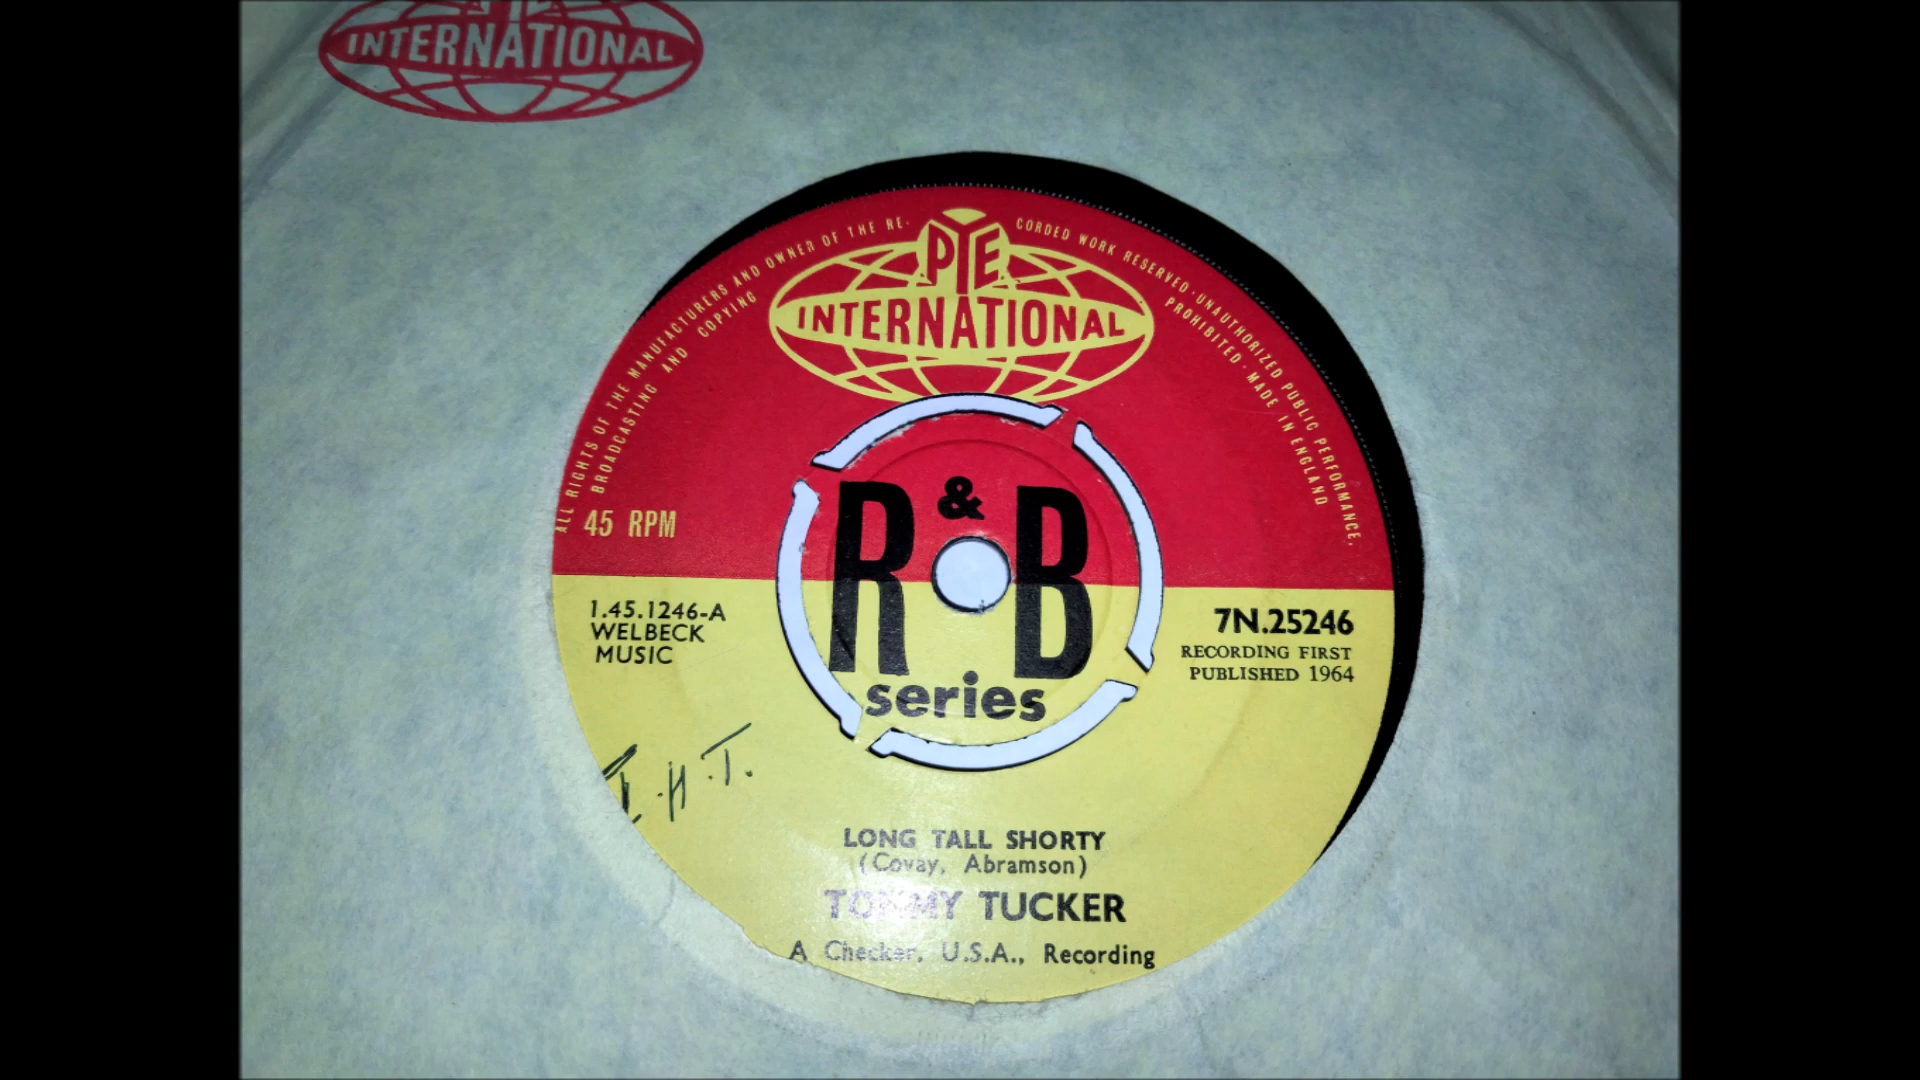 INTERNATIONAL
ALL RIGHTS OF THE MANUFACTURERS AND OWNER OF THE RE-
CORDED WORK RESERVED·UNAUTHORIZED PUBLIC PERFORMANCE,
BROADCASTING AND COPYING
PROHIBITED·MADE IN ENGLAND
PYE
INTERNATIONAL
45 RPM
R & B
series
1.45.1246-A
WELBECK
MUSIC
7N.25246
RECORDING FIRST
PUBLISHED 1964
H.T.
LONG TALL SHORTY
(Covay, Abramson)
TOMMY TUCKER
A Checker, U.S.A., Recording